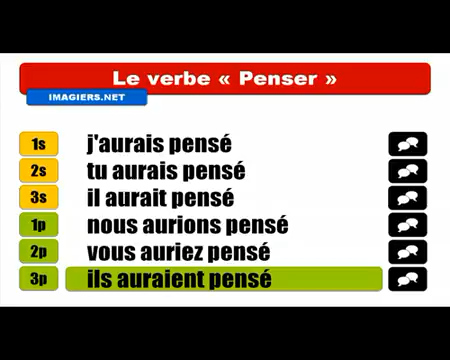 Le verbe « Penser »
IMAGIERS.NET
1s j'aurais pensé
2s tu aurais pensé
3s il aurait pensé
1p nous aurions pensé
2p vous auriez pensé
3p ils auraient pensé